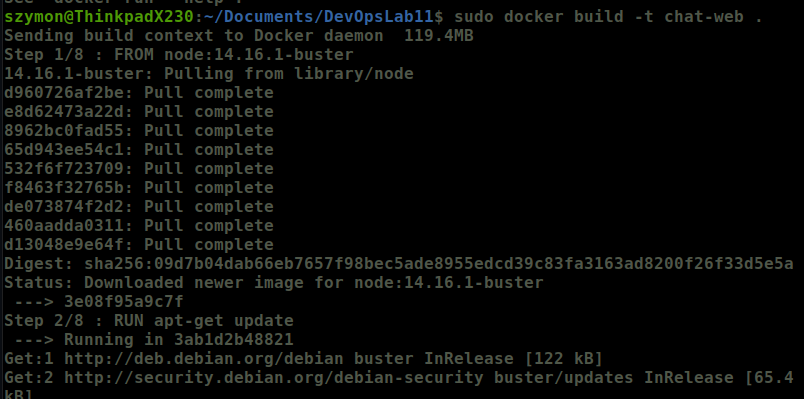 See 'docker run --help'.
szymon@ThinkpadX230:~/Documents/DevOpsLab11$ sudo docker build -t chat-web .
Sending build context to Docker daemon  119.4MB
Step 1/8 : FROM node:14.16.1-buster
14.16.1-buster: Pulling from library/node
d960726af2be: Pull complete
e8d62473a22d: Pull complete
8962bc0fad55: Pull complete
65d943ee54c1: Pull complete
532f6f723709: Pull complete
f8463f32765b: Pull complete
de073874f2d2: Pull complete
460aadda0311: Pull complete
d13048e9e64f: Pull complete
Digest: sha256:09d7b04dab66eb7657f98bec5ade8955edcd39c83fa3163ad8200f26f33d5e5a
Status: Downloaded newer image for node:14.16.1-buster
 ---> 3e08f95a9c7f
Step 2/8 : RUN apt-get update
 ---> Running in 3ab1d2b48821
Get:1 http://deb.debian.org/debian buster InRelease [122 kB]
Get:2 http://security.debian.org/debian-security buster/updates InRelease [65.4
kB]